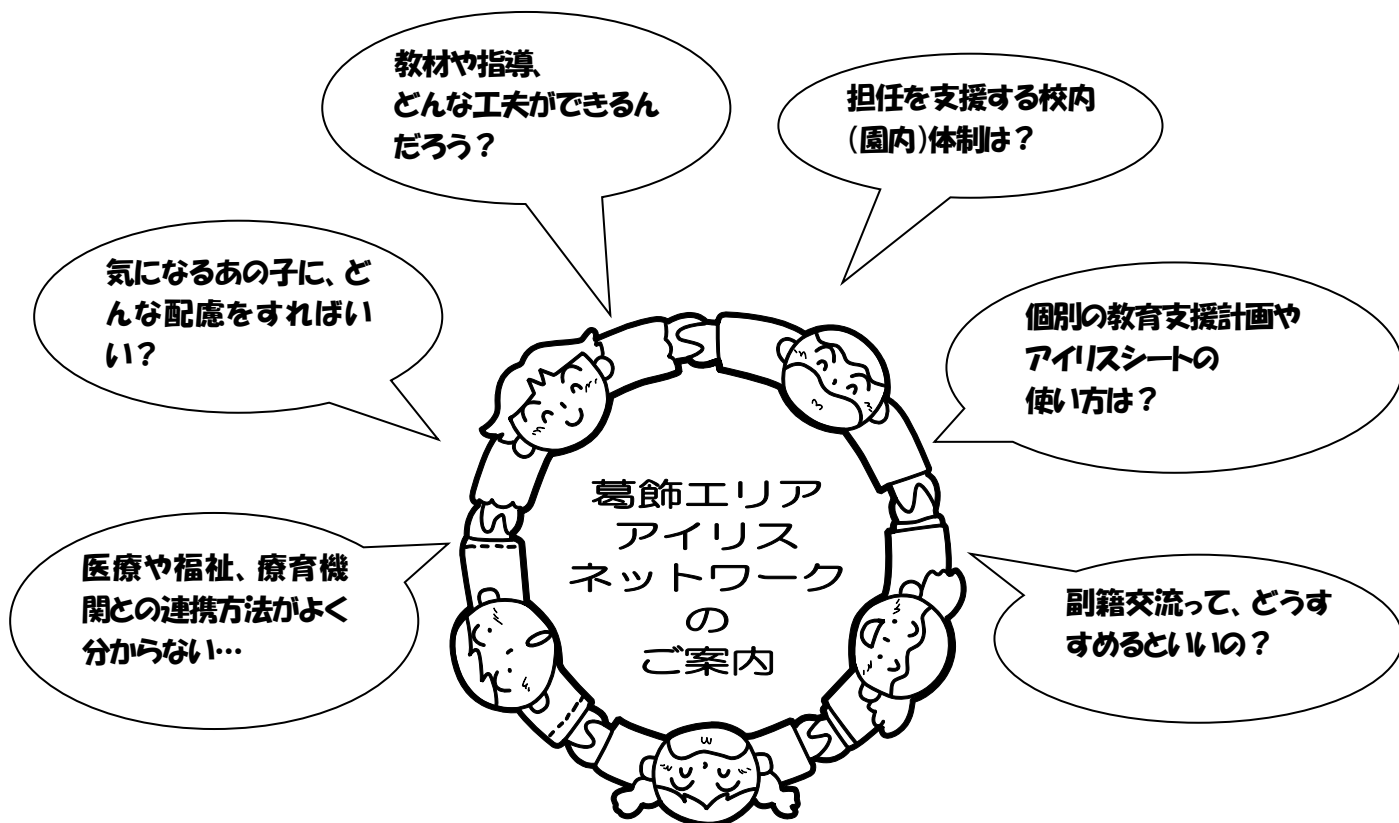 教材や指導、
どんな工夫ができるん
だろう？
担任を支援する校内
（園内）体制は？
気になるあの子に、ど
んな配慮をすればい
い？
個別の教育支援計画や
アイリスシートの
使い方は？
葛飾エリア
アイリス
ネットワーク
の
ご案内
医療や福祉、療育機
関との連携方法がよく
分からない…
副籍交流って、どうす
すめるといいの？